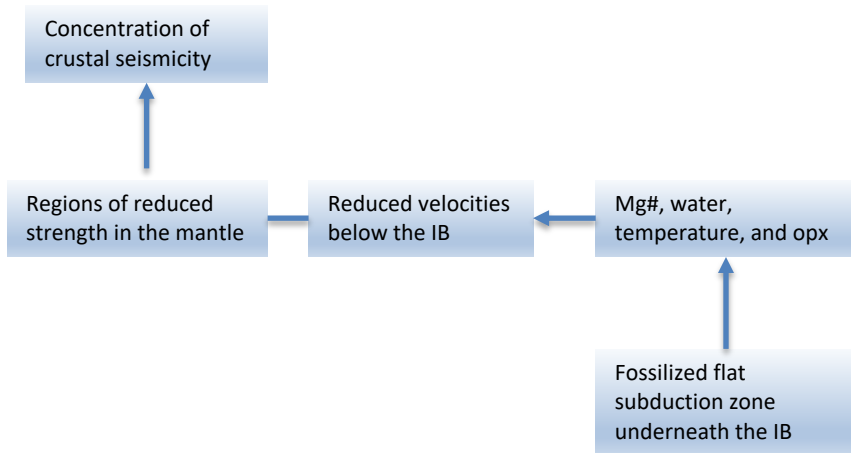 Concentration of
crustal seismicity
Regions of reduced
strength in the mantle
Reduced velocities
below the IB
Mg#, water,
temperature, and opx
Fossilized flat
subduction zone
underneath the IB